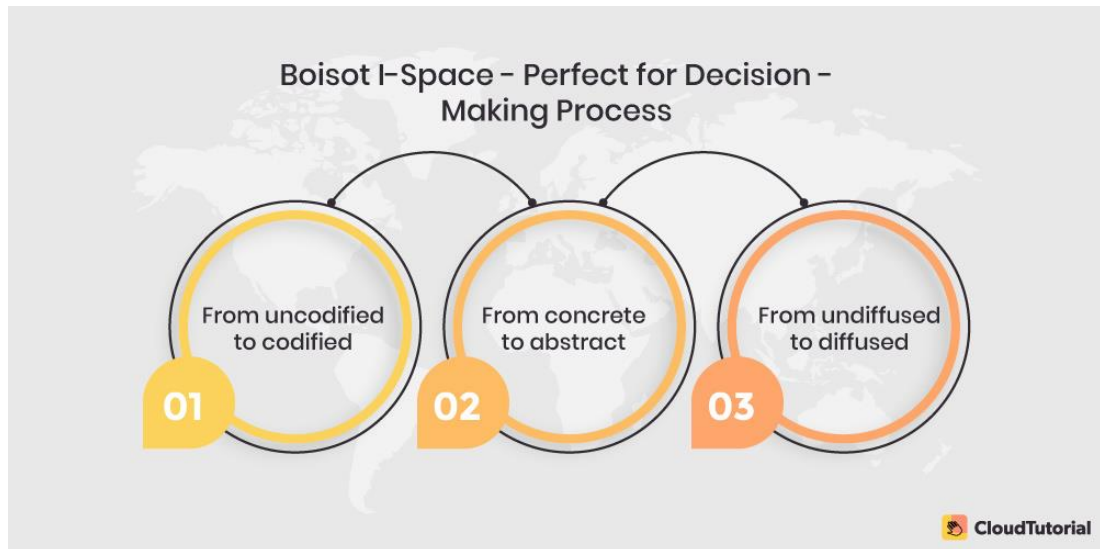 Boisot I-Space - Perfect for Decision -
Making Process
From uncodified
to codified
01
From concrete
to abstract
02
From undiffused
to diffused
03
CloudTutorial